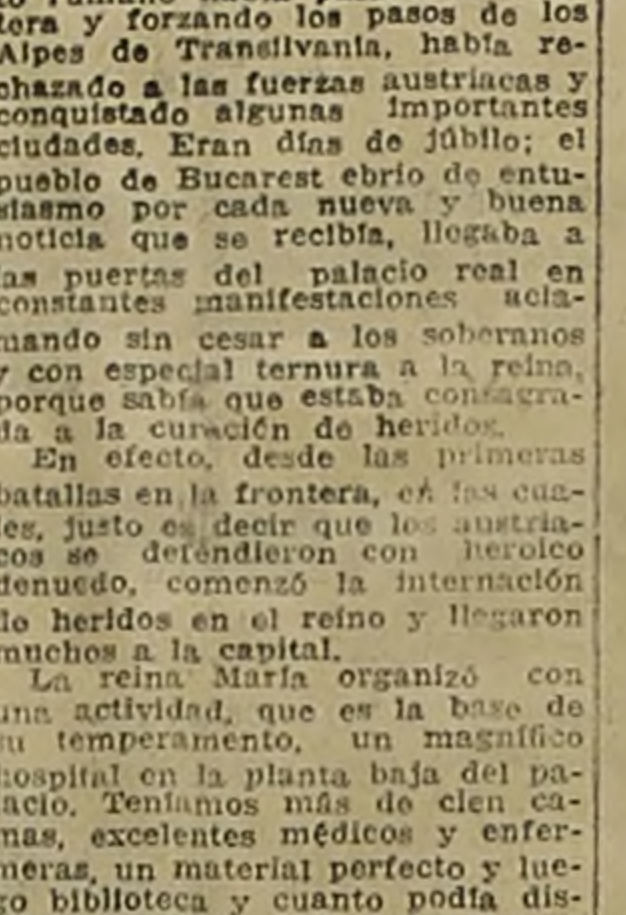 tera y forzando los pasos de los
Alpes de Transilvania, había re-
chazado a las fuerzas austriacas y
conquistado algunas importantes
ciudades. Eran días de júbilo; el
pueblo de Bucarest ebrio de entu-
siasmo por cada nueva y buena
noticia que se recibía, llegaba a
las puertas del palacio real en
constantes manifestaciones acla-
mando sin cesar a los soberanos
y con especial ternura a la reina,
porque sabía que estaba consagra-
da a la curación de heridos.
En efecto, desde las primeras
batallas en la frontera, en las cua-
les, justo es decir que los austria-
cos se defendieron con heroico
denuedo, comenzó la internación
de heridos en el reino y llegaron
muchos a la capital.
La reina María organizó con
una actividad, que es la base de
su temperamento, un magnífico
hospital en la planta baja del pa-
lacio. Teníamos más de cien ca-
mas, excelentes médicos y enfer-
meras, un material perfecto y lue-
go biblioteca y cuanto podía dis-